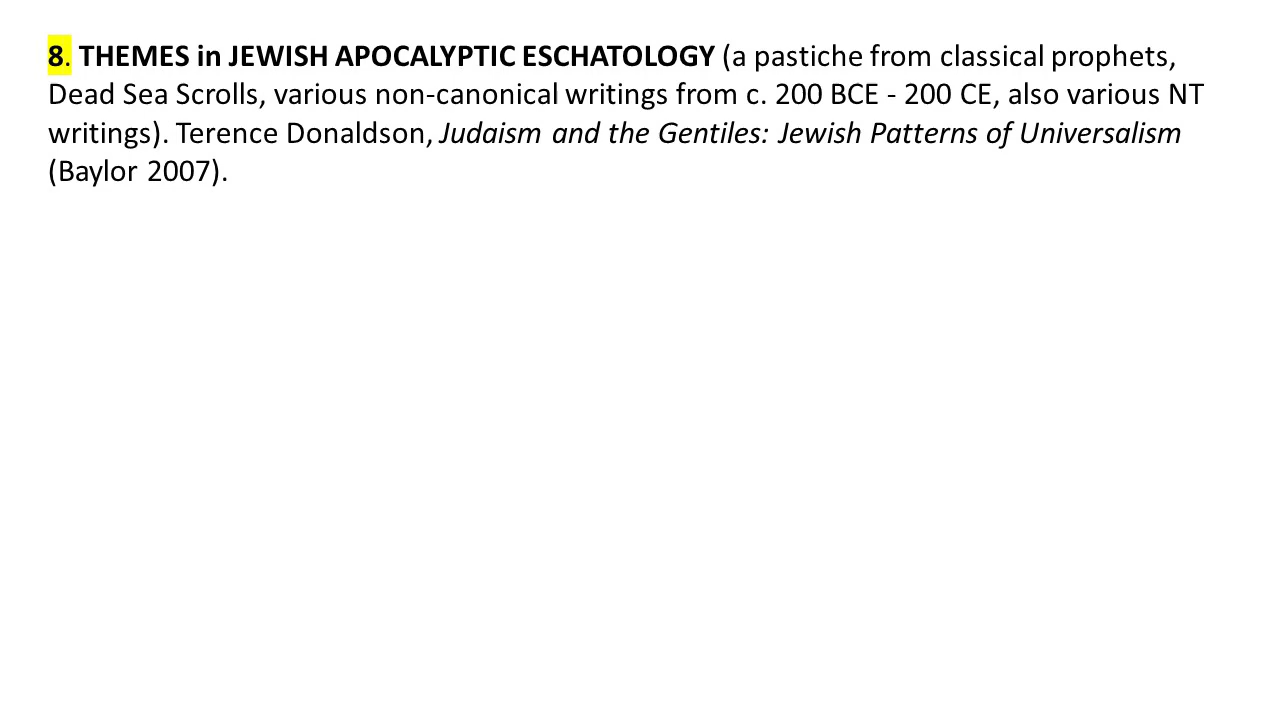 8. THEMES in JEWISH APOCALYPTIC ESCHATOLOGY (a pastiche from classical prophets,
Dead Sea Scrolls, various non-canonical writings from c. 200 BCE - 200 CE, also various NT
writings). Terence Donaldson, Judaism and the Gentiles: Jewish Patterns of Universalism
(Baylor 2007).